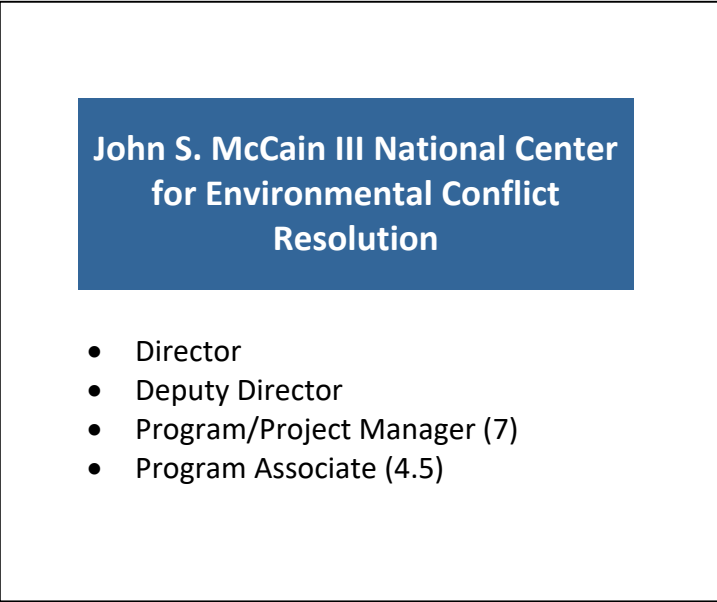 John S. McCain III National Center
for Environmental Conflict
Resolution
• Director
• Deputy Director
• Program/Project Manager (7)
• Program Associate (4.5)